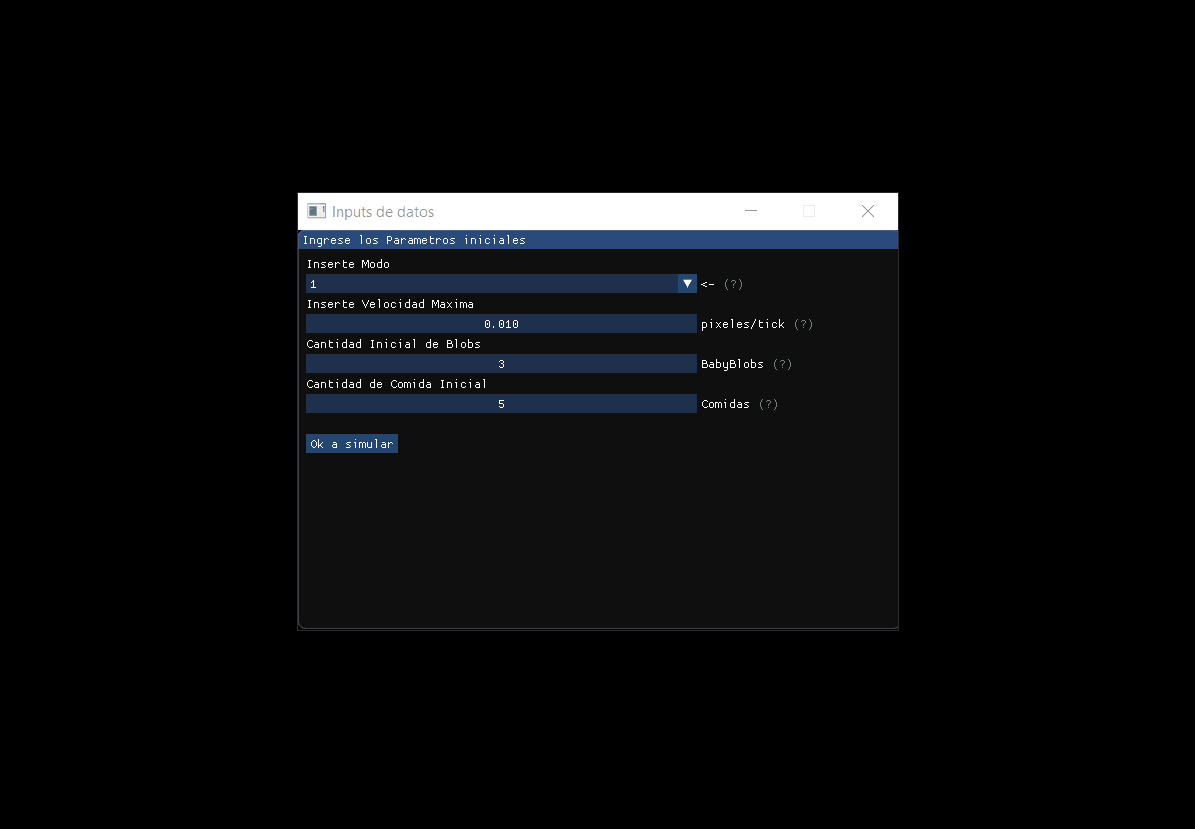 Inputs de datos
Ingrese los Parametros iniciales
Inserte Modo
1 <- (?)
Inserte Velocidad Maxima
0.010 pixeles/tick (?)
Cantidad Inicial de Blobs
3 BabyBlobs (?)
Cantidad de Comida Inicial
5 Comidas (?)
Ok a simular